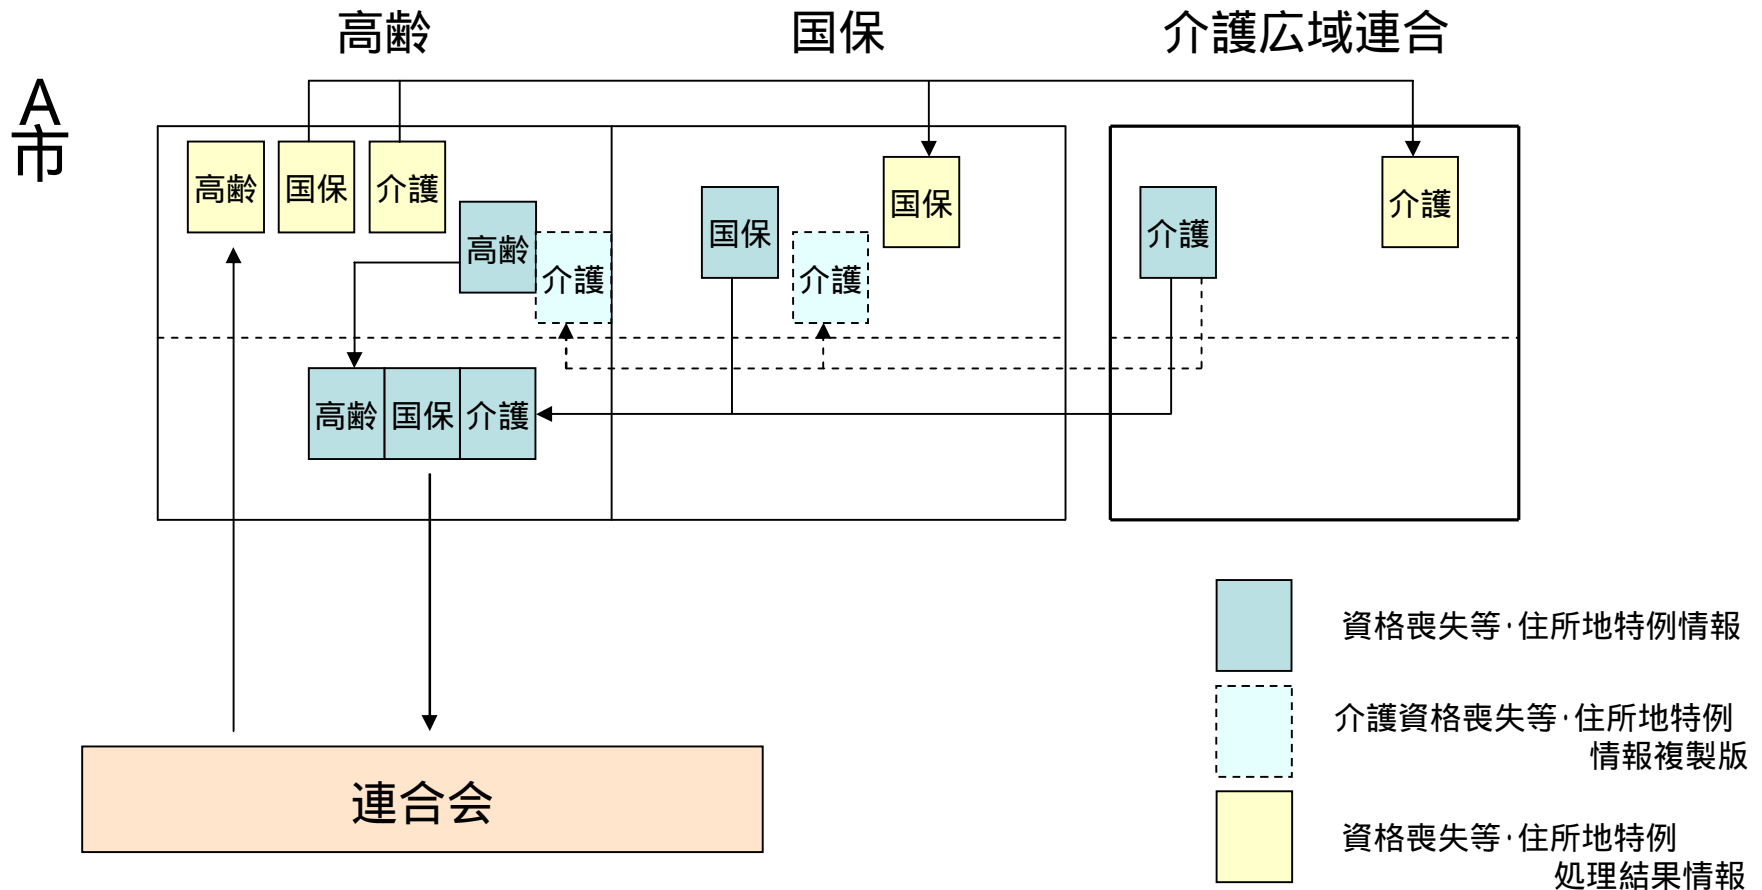 高齢
国保
介護広域連合
A市
高齢
国保
介護
高齢
介護
国保
介護
国保
介護
介護
高齢
国保
介護
連合会
資格喪失等・住所地特例情報
介護資格喪失等・住所地特例
情報複製版
資格喪失等・住所地特例
処理結果情報